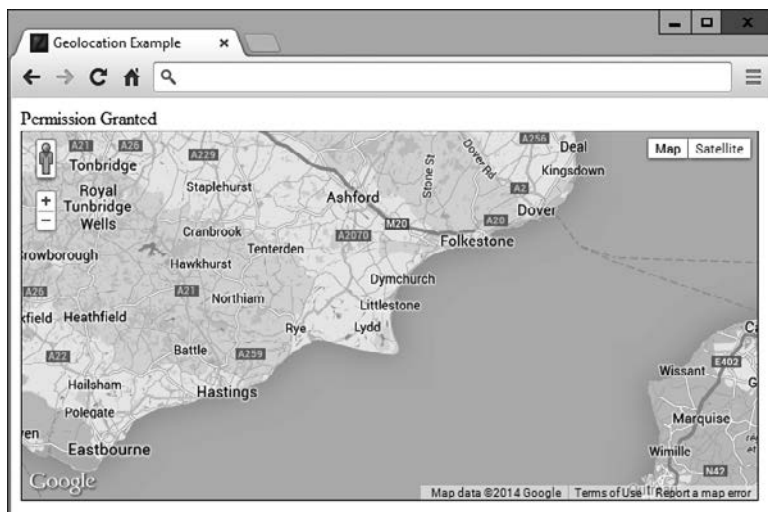 Geolocation Example
Permission Granted
A21
A26
A229
Stone St
Dover Rd
A256
Deal
Map
Satellite
Tonbridge
Kingsdown
Staplehurst
Royal
Tunbridge
Wells
Ashford
A2
Dover
M20
A20
Cranbrook
A2070
Folkestone
Tenterden
Crowborough
Hawkhurst
Dymchurch
A26
A21
Northiam
Littlestone
Heathfield
Rye
Lydd
Battle
A22
A259
E402
Wissant
Hailsham
Hastings
Polegate
Marquise
Eastbourne
Wimille
N42
Google
Map data ©2014 Google
Terms of Use
Report a map error